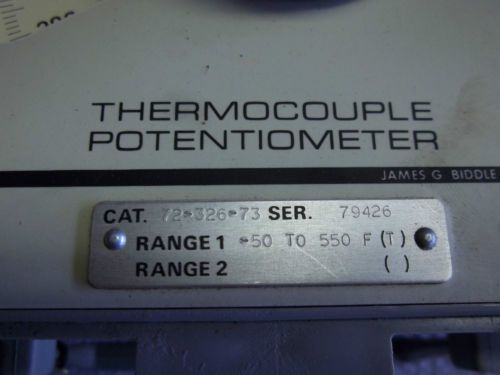 THERMOCOUPLE
POTENTIOMETER
JAMES G BIDDLE
CAT. 72-326-73 SER. 79426
RANGE 1 -50 TO 550 F (T)
RANGE 2 ( )